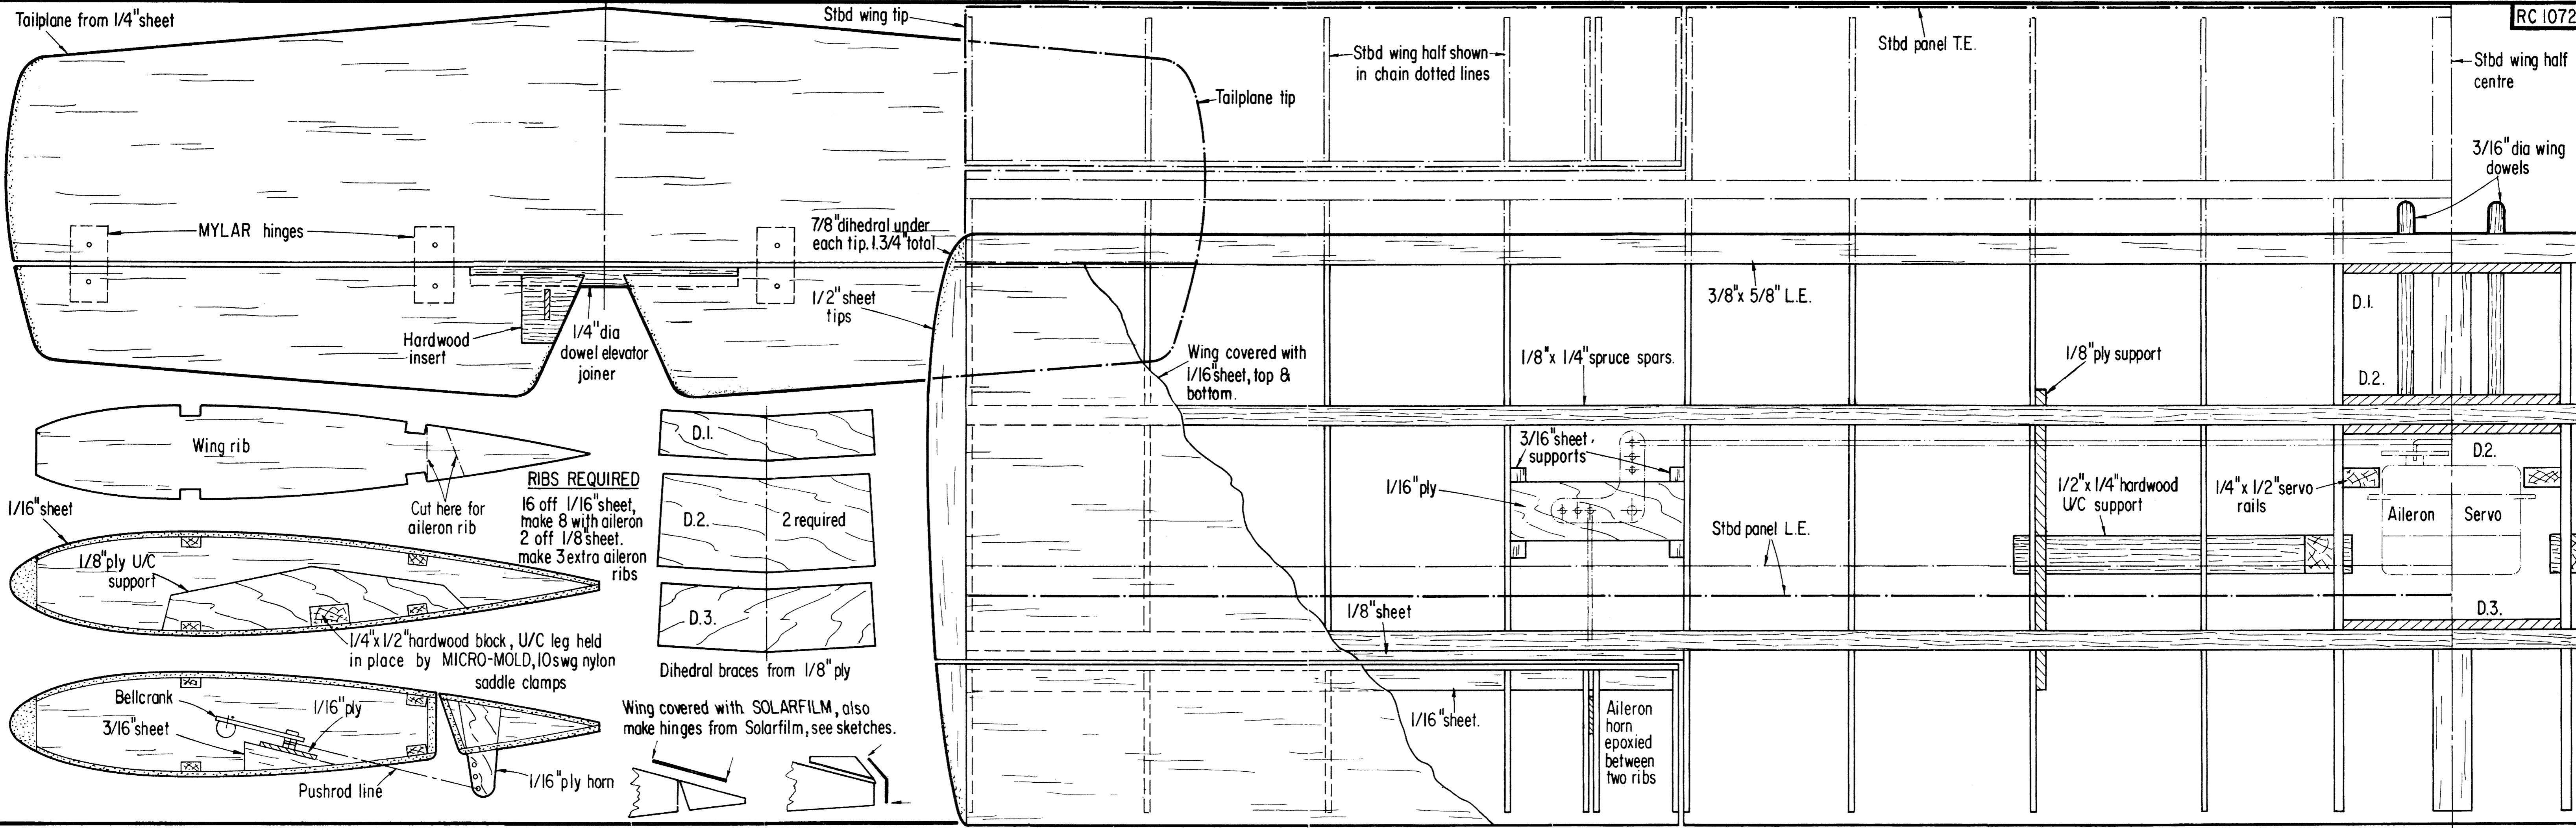 Tailplane from 1/4" sheet
Stbd wing tip
RC 1072
Stbd wing half shown
in chain dotted lines
Stbd panel T.E.
Stbd wing half
centre
Tailplane tip
3/16" dia wing
dowels
MYLAR hinges
7/8" dihedral under
each tip. 1.3/4" total
1/2" sheet
tips
Hardwood
insert
1/4" dia
dowel elevator
joiner
3/8" x 5/8" L.E.
D.1.
Wing covered with
1/16" sheet, top &
bottom.
1/8" x 1/4" spruce spars.
1/8" ply support
D.2.
Wing rib
Cut here for
aileron rib
RIBS REQUIRED
16 off 1/16" sheet,
make 8 with aileron
2 off 1/8" sheet.
make 3 extra aileron
ribs
D.1.
D.2.
2 required
D.3.
Dihedral braces from 1/8" ply
3/16" sheet
supports
1/16" ply
1/2" x 1/4" hardwood
U/C support
1/4" x 1/2" servo
rails
D.2.
Aileron Servo
Stbd panel L.E.
D.3.
1/16" sheet
1/8" ply U/C
support
1/4" x 1/2" hardwood block, U/C leg held
in place by MICRO-MOLD, 10swg nylon
saddle clamps
1/8" sheet
Bellcrank
3/16" sheet
1/16" ply
Pushrod line
1/16" ply horn
Wing covered with SOLARFILM, also
make hinges from Solarfilm, see sketches.
1/16" sheet.
Aileron
horn
epoxied
between
two ribs